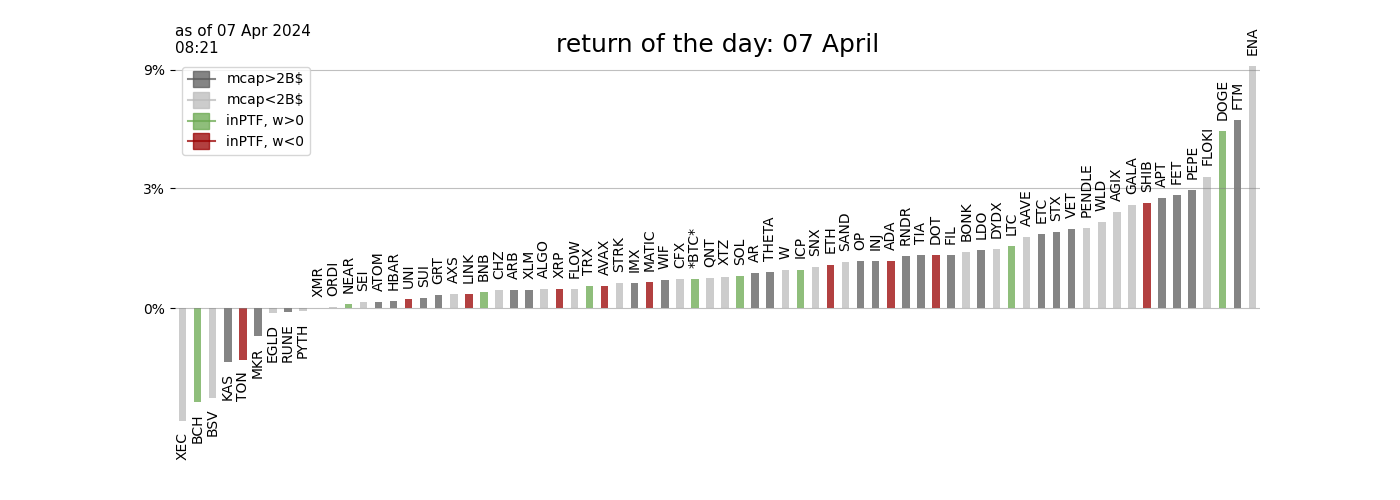 as of 07 Apr 2024
08:21
return of the day: 07 April
mcap>2B$
mcap<2B$
inPTF, w>0
inPTF, w<0
9%
3%
0%
XEC
BCH
BSV
KAS
TON
MKR
EGLD
RUNE
PYTH
XMR
ORDI
NEAR
SEI
ATOM
HBAR
UNI
SUI
GRT
AXS
LINK
BNB
CHZ
ARB
XLM
ALGO
XRP
FLOW
TRX
AVAX
STRK
IMX
MATIC
WIF
CFX
*BTC*
QNT
XTZ
SOL
AR
THETA
W
ICP
SNX
ETH
SAND
OP
INJ
ADA
RNDR
TIA
DOT
FIL
BONK
LDO
DYDX
LTC
AAVE
ETC
STX
VET
PENDLE
WLD
AGIX
GALA
SHIB
APT
FET
PEPE
FLOKI
DOGE
FTM
ENA